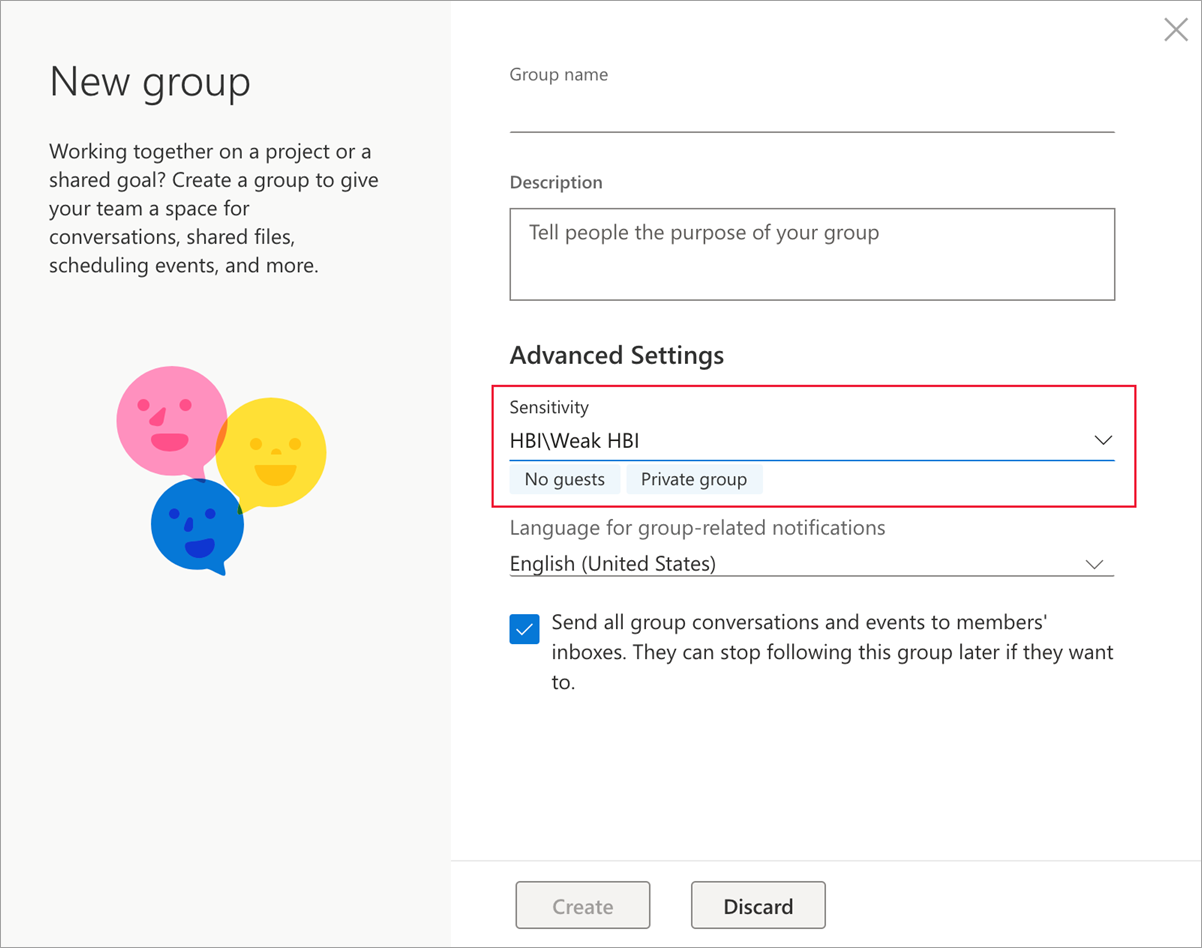 New group
Working together on a project or a
shared goal? Create a group to give
your team a space for
conversations, shared files,
scheduling events, and more.
Group name
Description
Tell people the purpose of your group
Advanced Settings
Sensitivity
HBI\Weak HBI
No guests
Private group
Language for group-related notifications
English (United States)
Send all group conversations and events to members'
inboxes. They can stop following this group later if they want
to.
Create
Discard